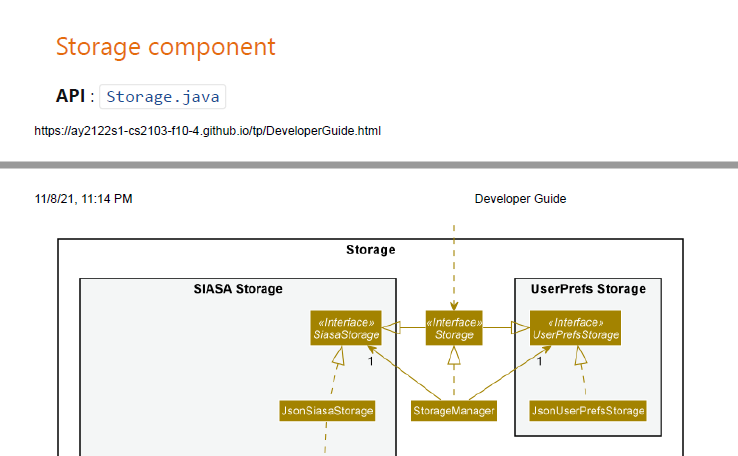 Storage component
API : Storage.java
https://ay2122s1-cs2103-f10-4.github.io/tp/DeveloperGuide.html
11/8/21, 11:14 PM Developer Guide
Storage
SIASA Storage
UserPrefs Storage
«Interface»
SiasaStorage
«Interface»
Storage
«Interface»
UserPrefsStorage
1
1
JsonSiasaStorage
StorageManager
JsonUserPrefsStorage